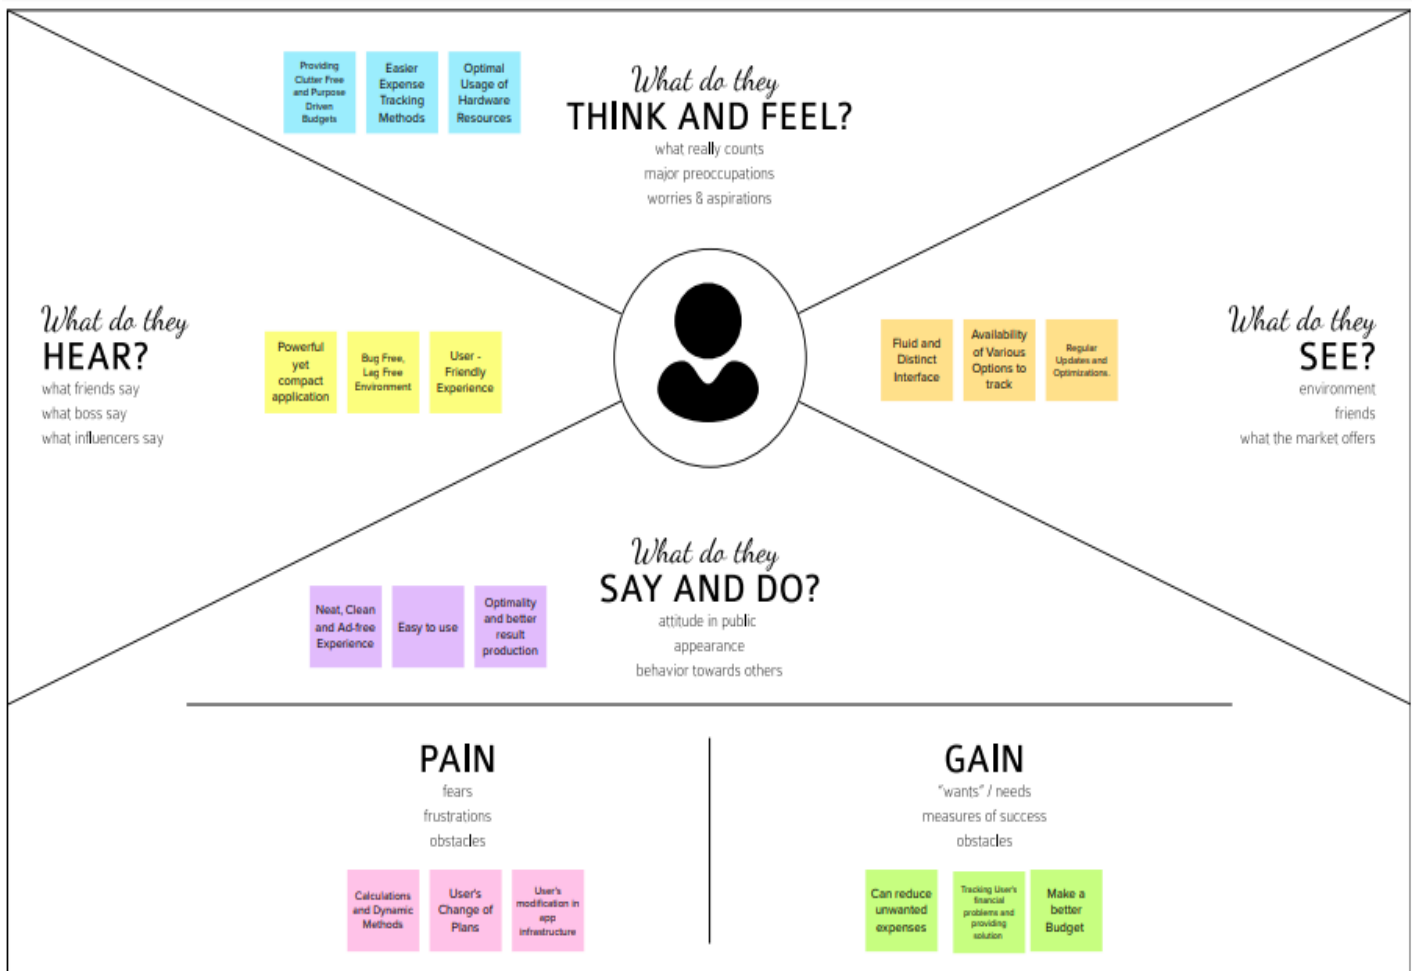 Providing
Clutter Free
and Purpose
Driven
Budgets
Easier
Expense
Tracking
Methods
Optimal
Usage of
Hardware
Resources
What do they
THINK AND FEEL?
what really counts
major preoccupations
worries & aspirations
What do they
HEAR?
what friends say
what boss say
what influencers say
Powerful
yet
compact
application
Bug Free,
Lag Free
Environment
User -
Friendly
Experience
Fluid and
Distinct
Interface
Availability
of Various
Options to
track
Regular
Updates and
Optimizations.
What do they
SEE?
environment
friends
what the market offers
What do they
SAY AND DO?
attitude in public
appearance
behavior towards others
Neat, Clean
and Ad-free
Experience
Easy to use
Optimality
and better
result
production
PAIN
fears
frustrations
obstacles
Calculations
and Dynamic
Methods
User's
Change of
Plans
User's
modification in
app
infrastructure
GAIN
"wants" / needs
measures of success
obstacles
Can reduce
unwanted
expenses
Tracking User's
financial
problems and
providing
solution
Make a
better
Budget